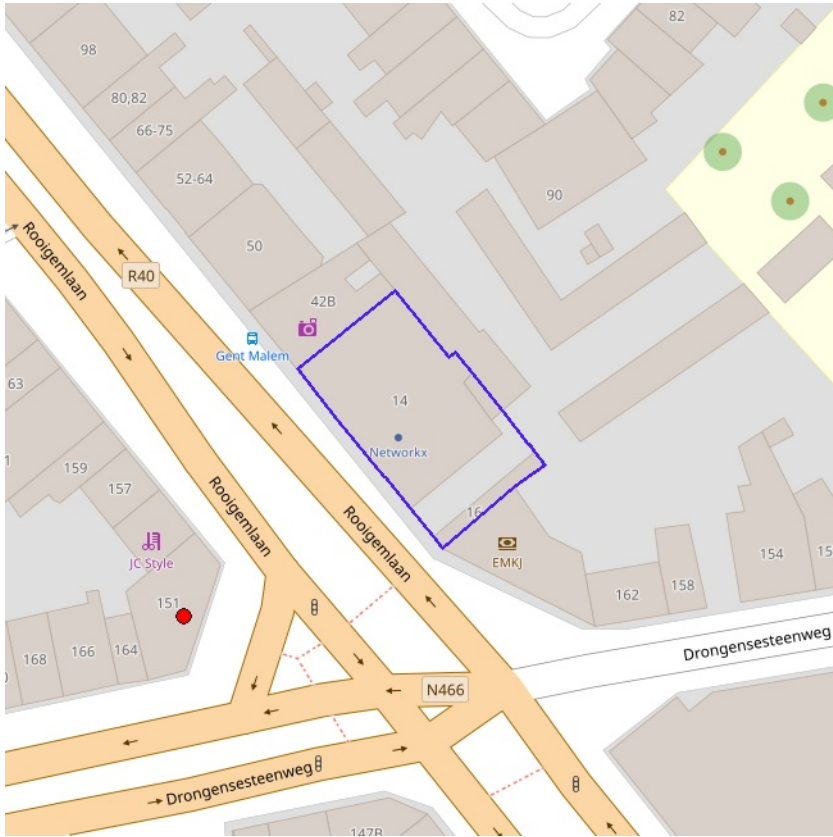 98
82
80,82
66-75
52-64
90
50
Rooigemlaan
R40
42B
Gent Malem
63
14
Networkx
159
157
Rooigemlaan
Rooigemlaan
16
JC Style
EMKJ
154
15
162
158
151
168
166
164
Drongensesteenweg
N466
Drongensesteenweg
147B